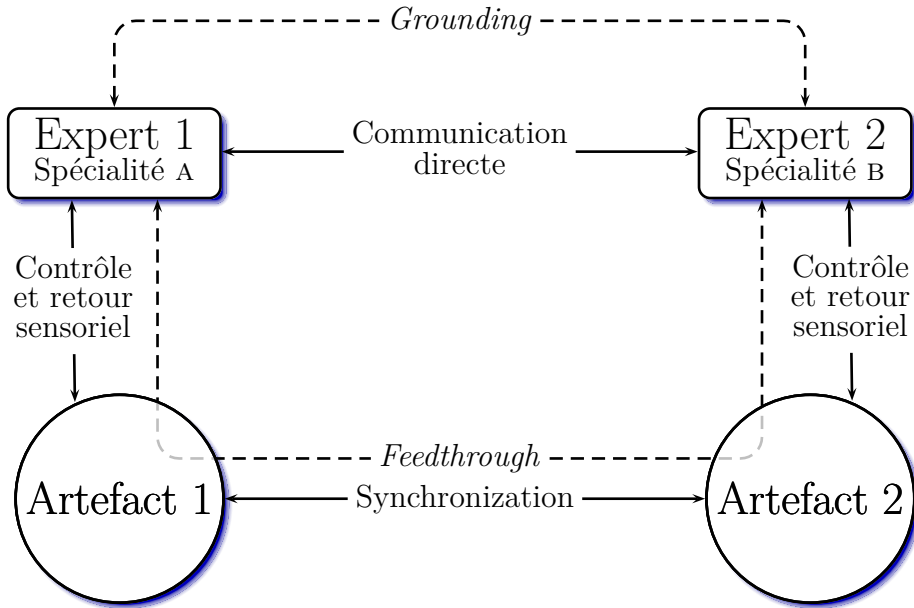 Grounding
Expert 1
Spécialité A
Communication
directe
Expert 2
Spécialité B
Contrôle
et retour
sensoriel
Contrôle
et retour
sensoriel
Feedthrough
Artefact 1
Synchronization
Artefact 2